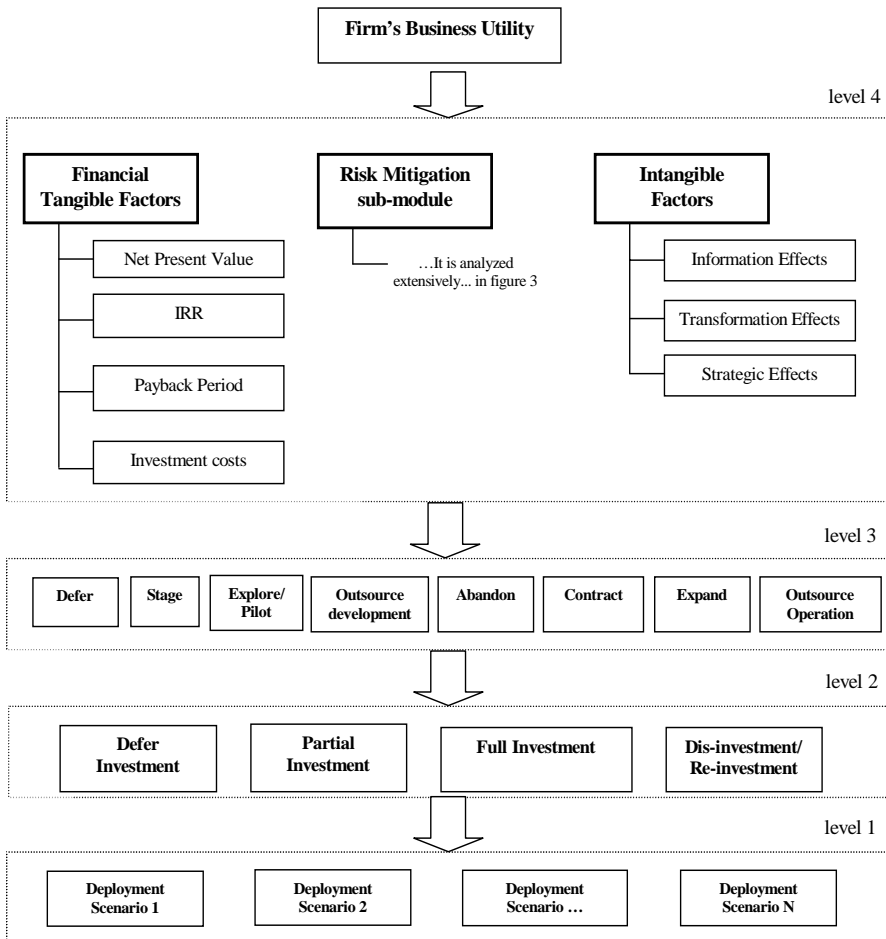 Firm's Business Utility
level 4
Financial
Tangible Factors
Net Present Value
IRR
Payback Period
Investment costs
Risk Mitigation
sub-module
…It is analyzed
extensively... in figure 3
Intangible
Factors
Information Effects
Transformation Effects
Strategic Effects
level 3
Defer
Stage
Explore/
Pilot
Outsource
development
Abandon
Contract
Expand
Outsource
Operation
level 2
Defer
Investment
Partial
Investment
Full Investment
Dis-investment/
Re-investment
level 1
Deployment
Scenario 1
Deployment
Scenario 2
Deployment
Scenario …
Deployment
Scenario N